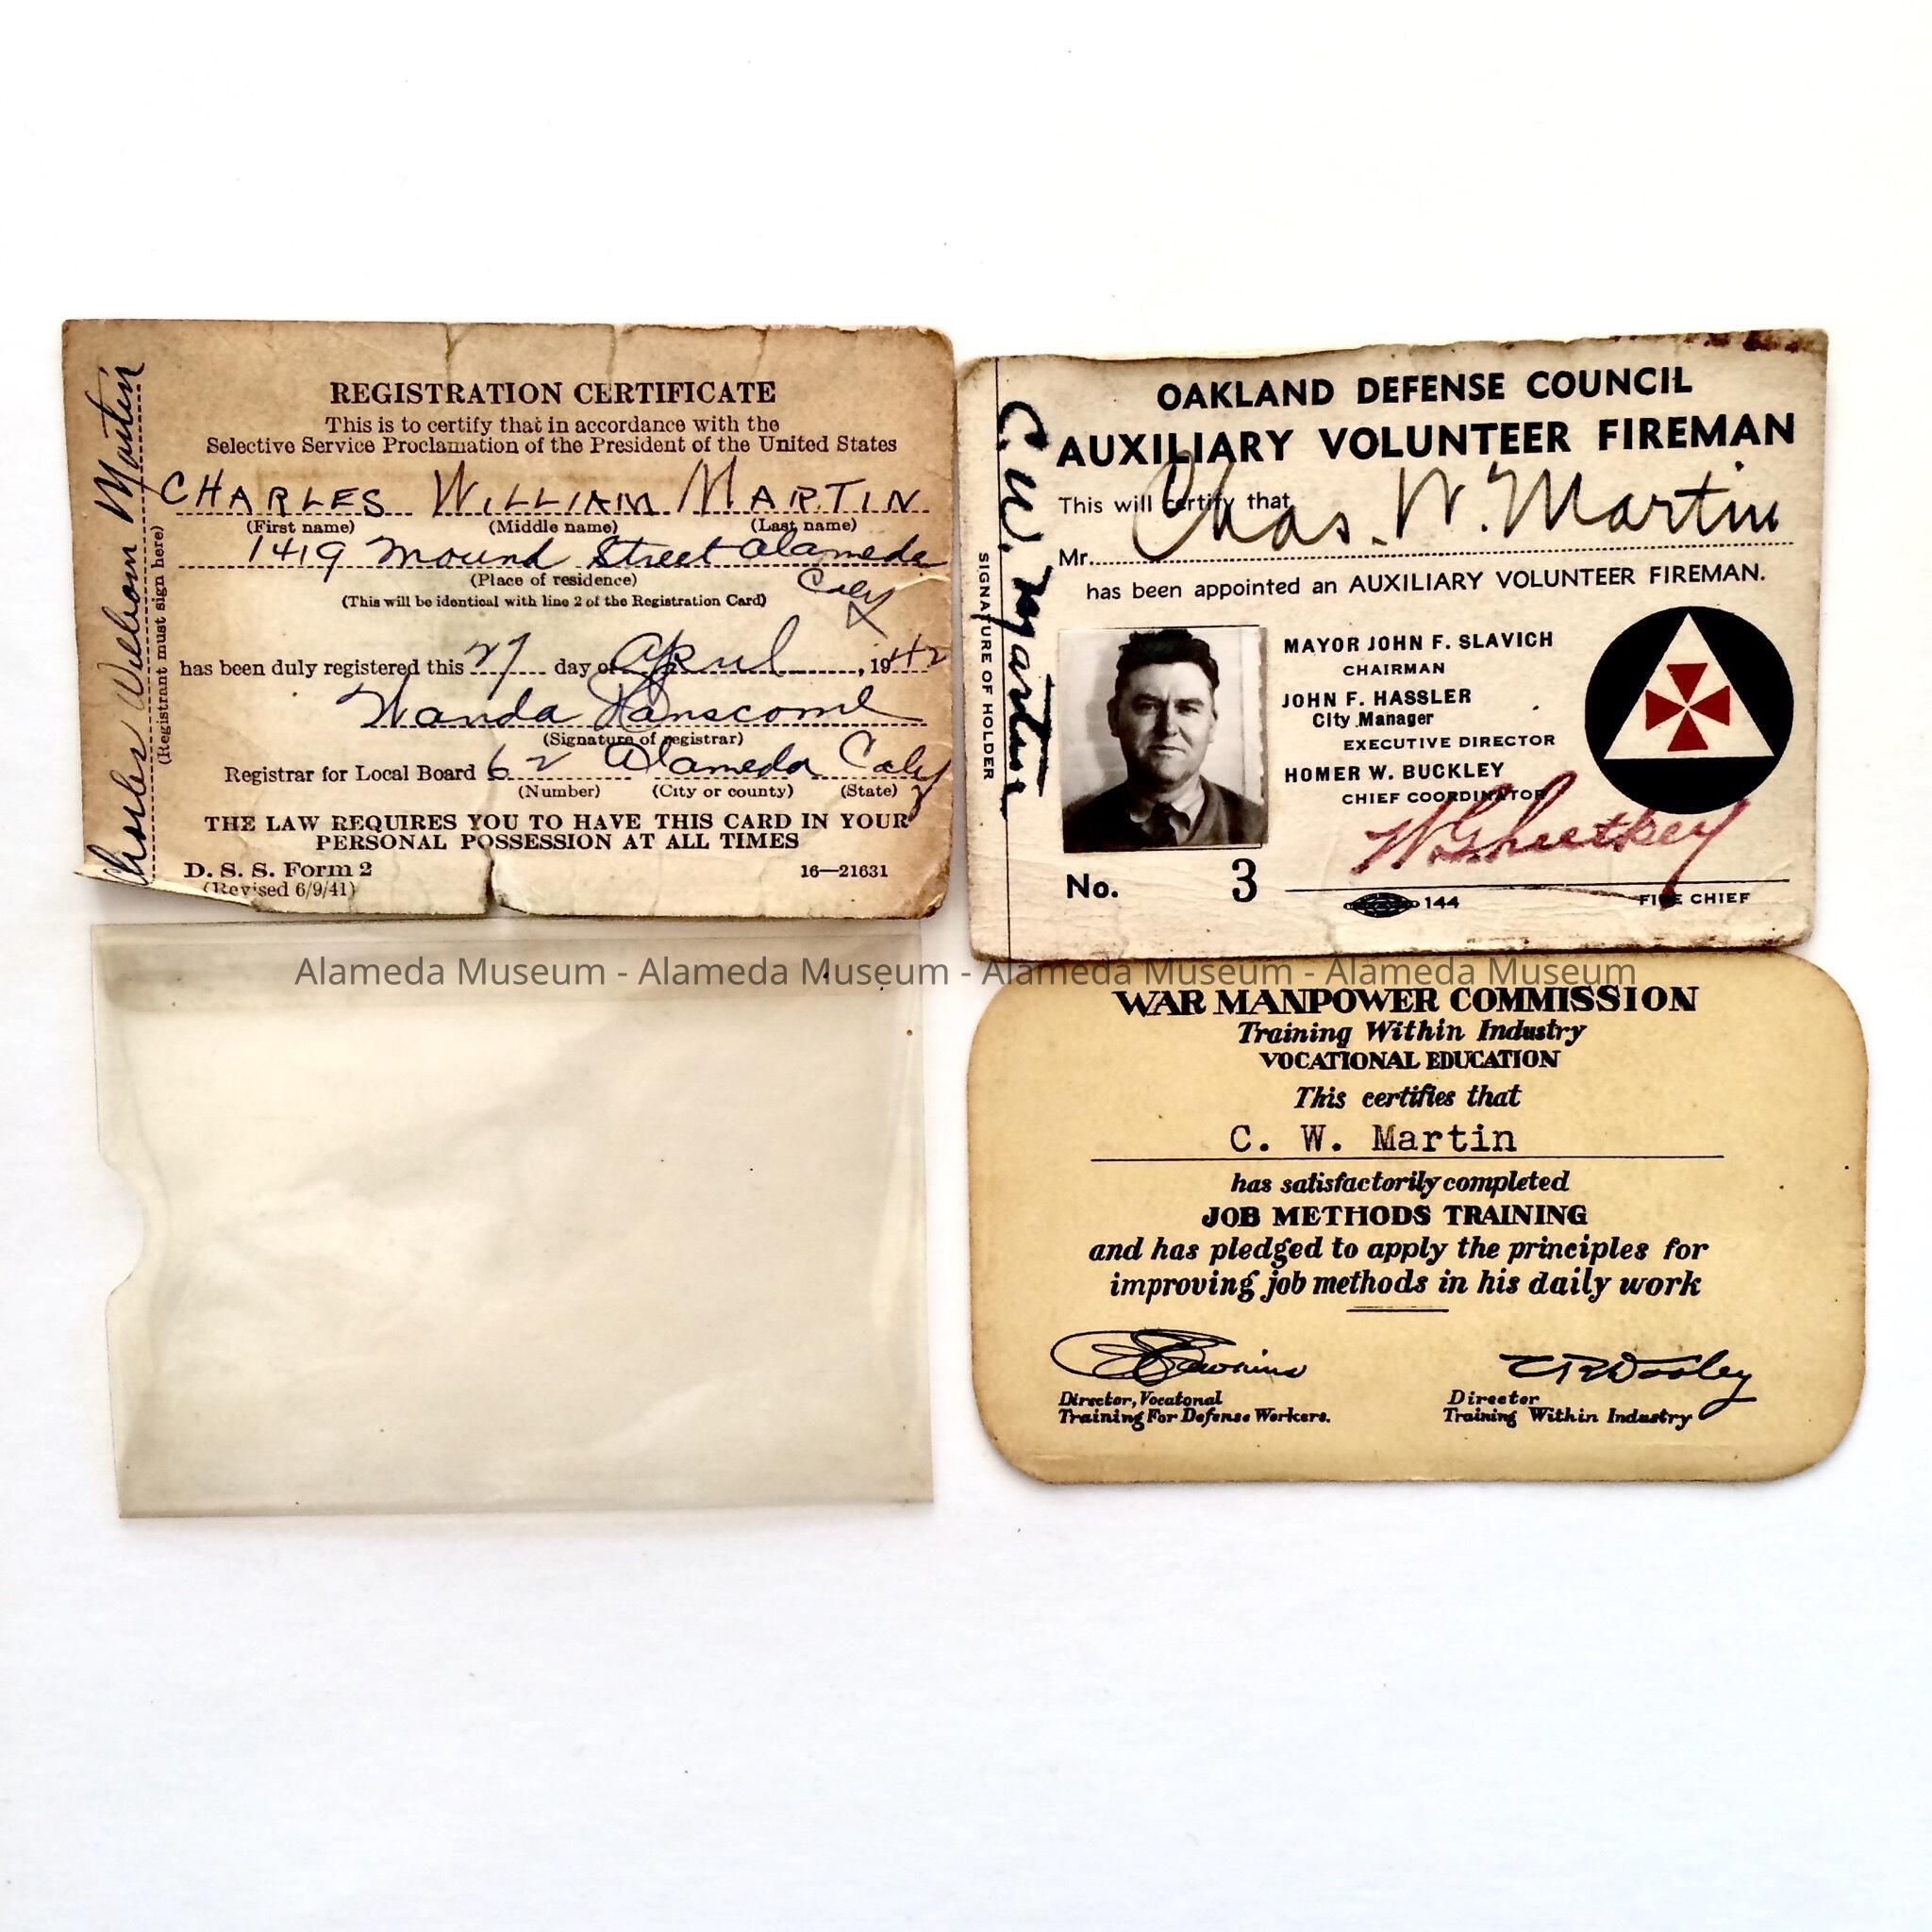 REGISTRATION CERTIFICATE
This is to certify that in accordance with the
Selective Service Proclamation of the President of the United States
CHARLES WILLIAM MARTIN
(First name) (Middle name) (Last name)
1419 Mound Street Alameda
(Place of residence)
Calif
(This will be identical with line 2 of the Registration Card)
has been duly registered this 27 day of April, 1942
Wanda Hanscome
(Signature of registrar)
Registrar for Local Board 62 Alameda Calif
(Number) (City or county) (State)
THE LAW REQUIRES YOU TO HAVE THIS CARD IN YOUR
PERSONAL POSSESSION AT ALL TIMES
D. S. S. Form 2
(Revised 6/9/41)
16—21631
Charles William Martin
(Registrant must sign here)
OAKLAND DEFENSE COUNCIL
AUXILIARY VOLUNTEER FIREMAN
This will certify that
Mr. Chas. W. Martin
has been appointed an AUXILIARY VOLUNTEER FIREMAN.
MAYOR JOHN F. SLAVICH
CHAIRMAN
JOHN F. HASSLER
City Manager
EXECUTIVE DIRECTOR
HOMER W. BUCKLEY
CHIEF COORDINATOR
No. 3
144
FIRE CHIEF
C. W. Martin
SIGNATURE OF HOLDER
Alameda Museum - Alameda Museum - Alameda Museum - Alameda Museum
WAR MANPOWER COMMISSION
Training Within Industry
VOCATIONAL EDUCATION
This certifies that
C. W. Martin
has satisfactorily completed
JOB METHODS TRAINING
and has pledged to apply the principles for
improving job methods in his daily work
Director, Vocatonal
Training For Defense Workers.
C R Dooley
Director
Training Within Industry